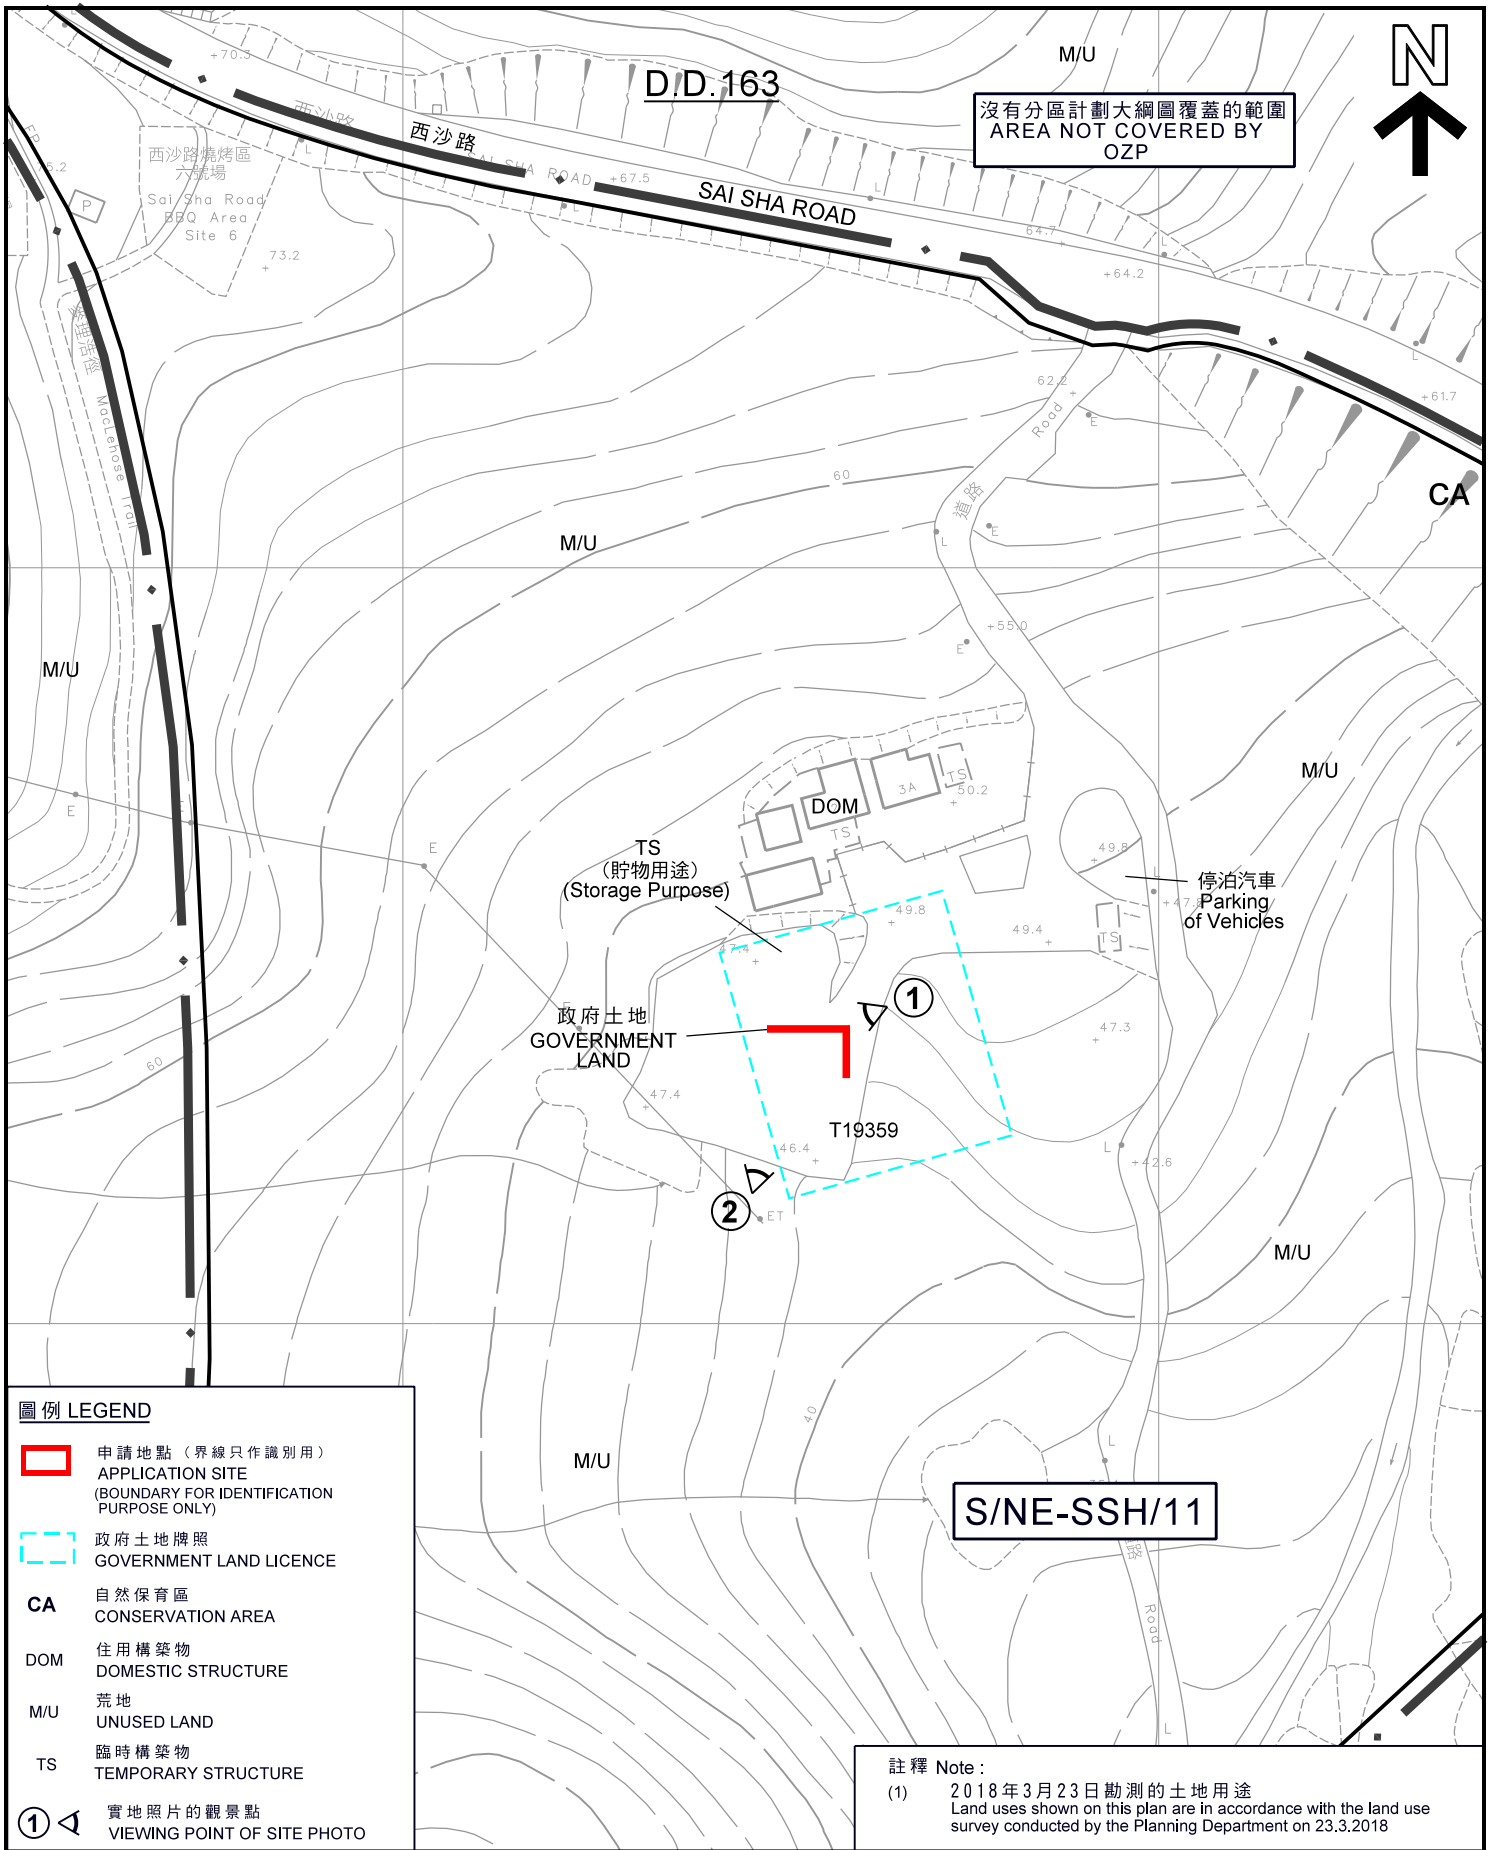 +70.3
D.D.163
M/U
N
沒有分區計劃大綱圖覆蓋的範圍
AREA NOT COVERED BY
OZP
西沙路
西沙路
SAI SHA ROAD
+67.5
SAI SHA ROAD
L
EP
75.2
西沙路燒烤區
六號場
Sai Sha Road
BBQ Area
Site 6
P
73.2
L
L
64.7
L
+64.2
麥理浩徑
MacLehose Trail
62.2
L
+61.7
Road
E
CA
60
道路
L
E
M/U
M/U
+55.0
E
M/U
E
E
TS
3A
50.2
DOM
TS
TS
(貯物用途)
(Storage Purpose)
49.8
L
停泊汽車
Parking
of Vehicles
+47.8
49.8
49.4
TS
47.4
1
政府土地
GOVERNMENT
LAND
E
47.3
60
47.4
T19359
46.4
L
+42.6
2
ET
M/U
40
M/U
L
S/NE-SSH/11
路
Road
L
圖例 LEGEND
申請地點 (界線只作識別用)
APPLICATION SITE
(BOUNDARY FOR IDENTIFICATION
PURPOSE ONLY)
政府土地牌照
GOVERNMENT LAND LICENCE
CA
自然保育區
CONSERVATION AREA
DOM
住用構築物
DOMESTIC STRUCTURE
M/U
荒地
UNUSED LAND
TS
臨時構築物
TEMPORARY STRUCTURE
1
實地照片的觀景點
VIEWING POINT OF SITE PHOTO
註釋 Note :
(1) 2018年3月23日勘測的土地用途
Land uses shown on this plan are in accordance with the land use
survey conducted by the Planning Department on 23.3.2018